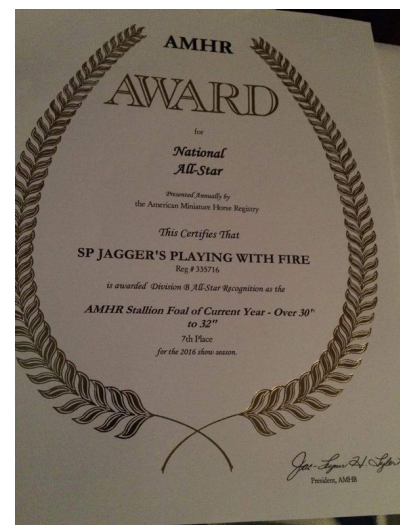 AMHR
AWARD
for
National
All-Star
Presented Annually by
the American Miniature Horse Registry
This Certifies That
SP JAGGER'S PLAYING WITH FIRE
Reg # 335716
is awarded Division B All-Star Recognition as the
AMHR Stallion Foal of Current Year - Over 30"
to 32"
7th Place
for the 2016 show season.
President, AMHR